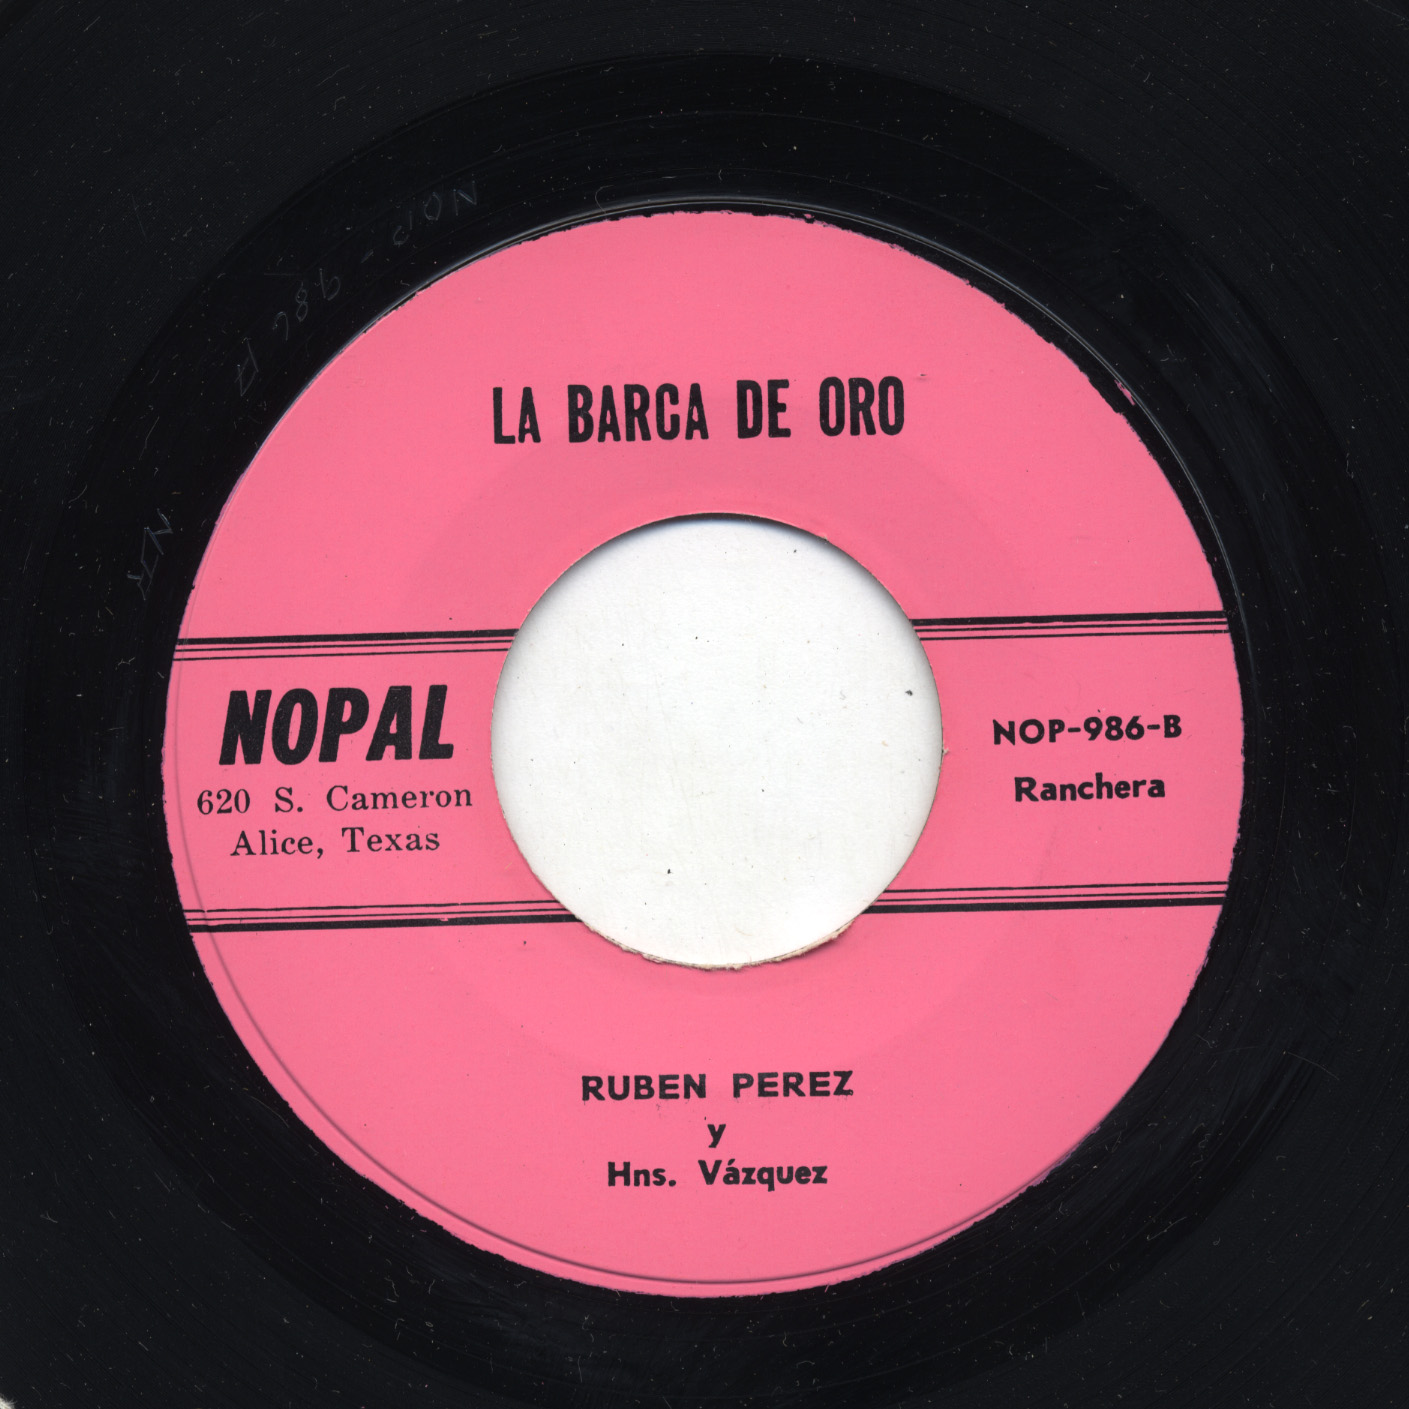 LA BARCA DE ORO
NOPAL
620 S. Cameron
Alice, Texas
NOP-986-B
Ranchera
RUBEN PEREZ
y
Hns. Vázquez